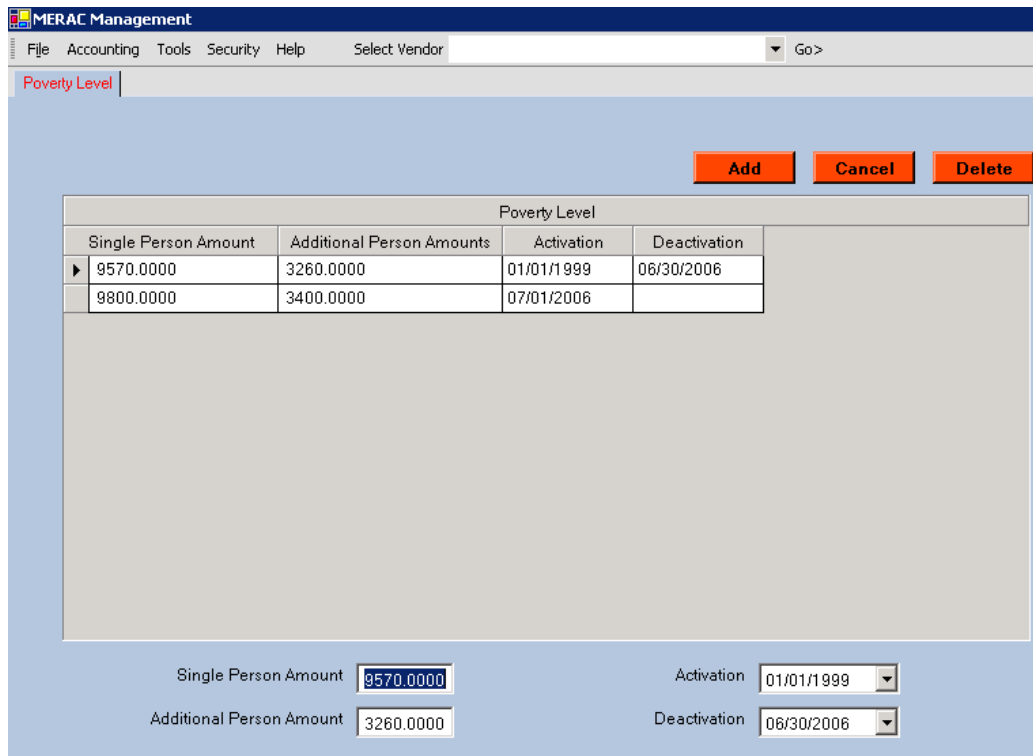 MERAC Management
File Accounting Tools Security Help Select Vendor Go>
Poverty Level
Add Cancel Delete
Poverty Level
Single Person Amount Additional Person Amounts Activation Deactivation
9570.0000 3260.0000 01/01/1999 06/30/2006
9800.0000 3400.0000 07/01/2006
Single Person Amount 9570.0000 Activation 01/01/1999
Additional Person Amount 3260.0000 Deactivation 06/30/2006